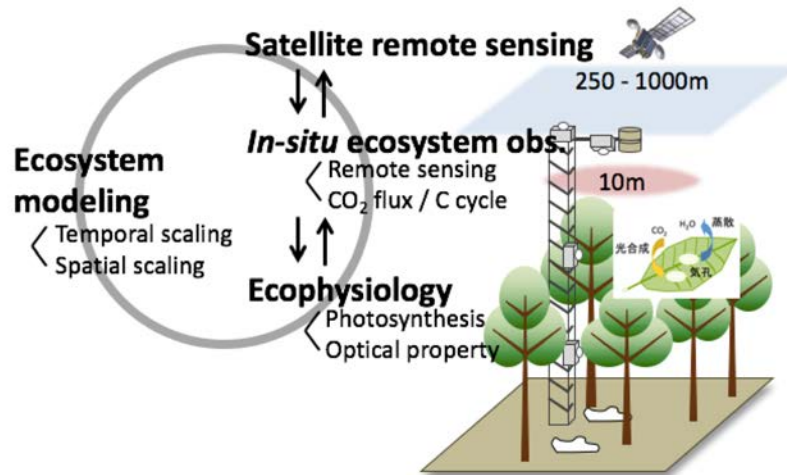 Satellite remote sensing
250 - 1000m
In-situ ecosystem obs.
Remote sensing
CO₂ flux / C cycle
10m
Ecosystem
modeling
Temporal scaling
Spatial scaling
Ecophysiology
Photosynthesis
Optical property
光合成
CO₂
H₂O
蒸散
気孔